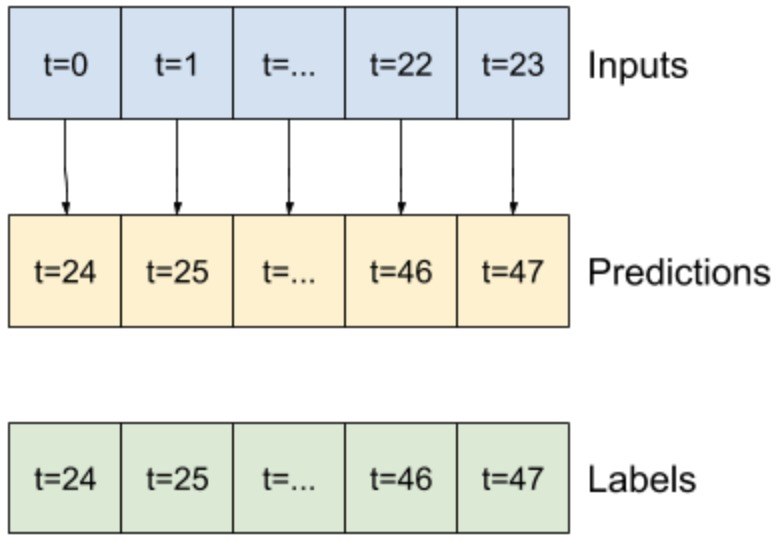 t=0 t=1 t=... t=22 t=23 Inputs
t=24 t=25 t=... t=46 t=47 Predictions
t=24 t=25 t=... t=46 t=47 Labels